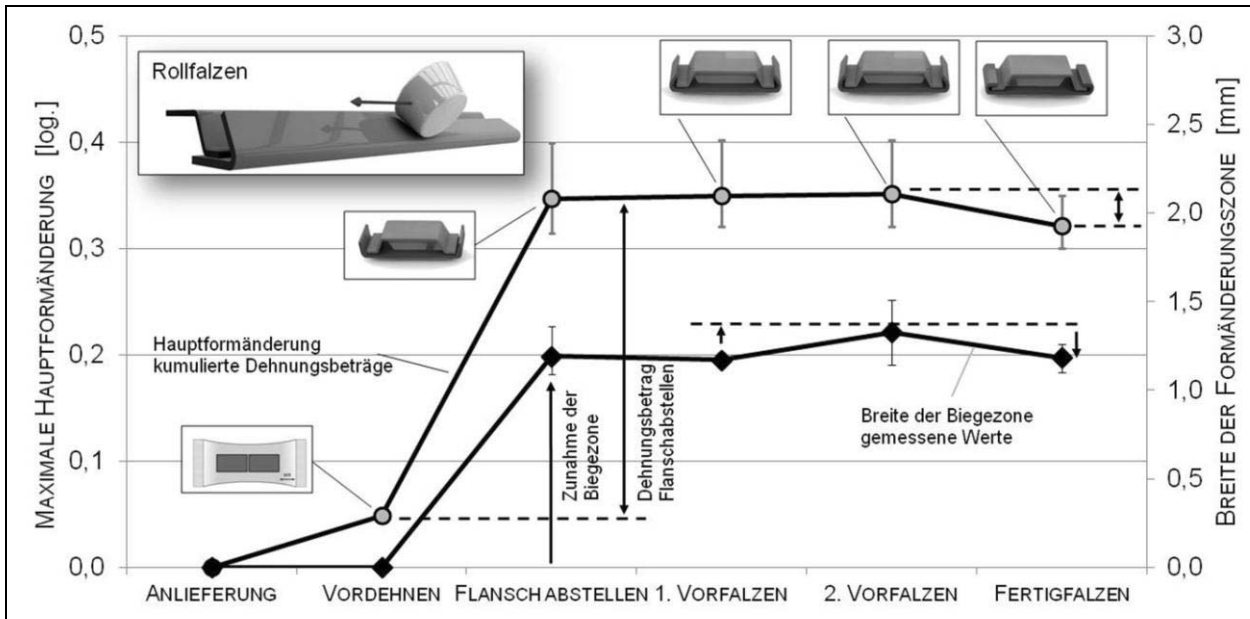 Rollfalzen
MAXIMALE HAUPTFORMÄNDERUNG [log.]
0,5
0,4
0,3
0,2
0,1
0,0
Hauptformänderung
kumulierte Dehnungsbeträge
Zunahme der
Biegezone
Dehnungsbetrag
Flanschabstellen
Breite der Biegezone
gemessene Werte
3,0
2,5
2,0
1,5
1,0
0,5
0,0
BREITE DER FORMÄNDERUNGSZONE [mm]
ANLIEFERUNG
VORDEHNEN
FLANSCH ABSTELLEN
1. VORFALZEN
2. VORFALZEN
FERTIGFALZEN